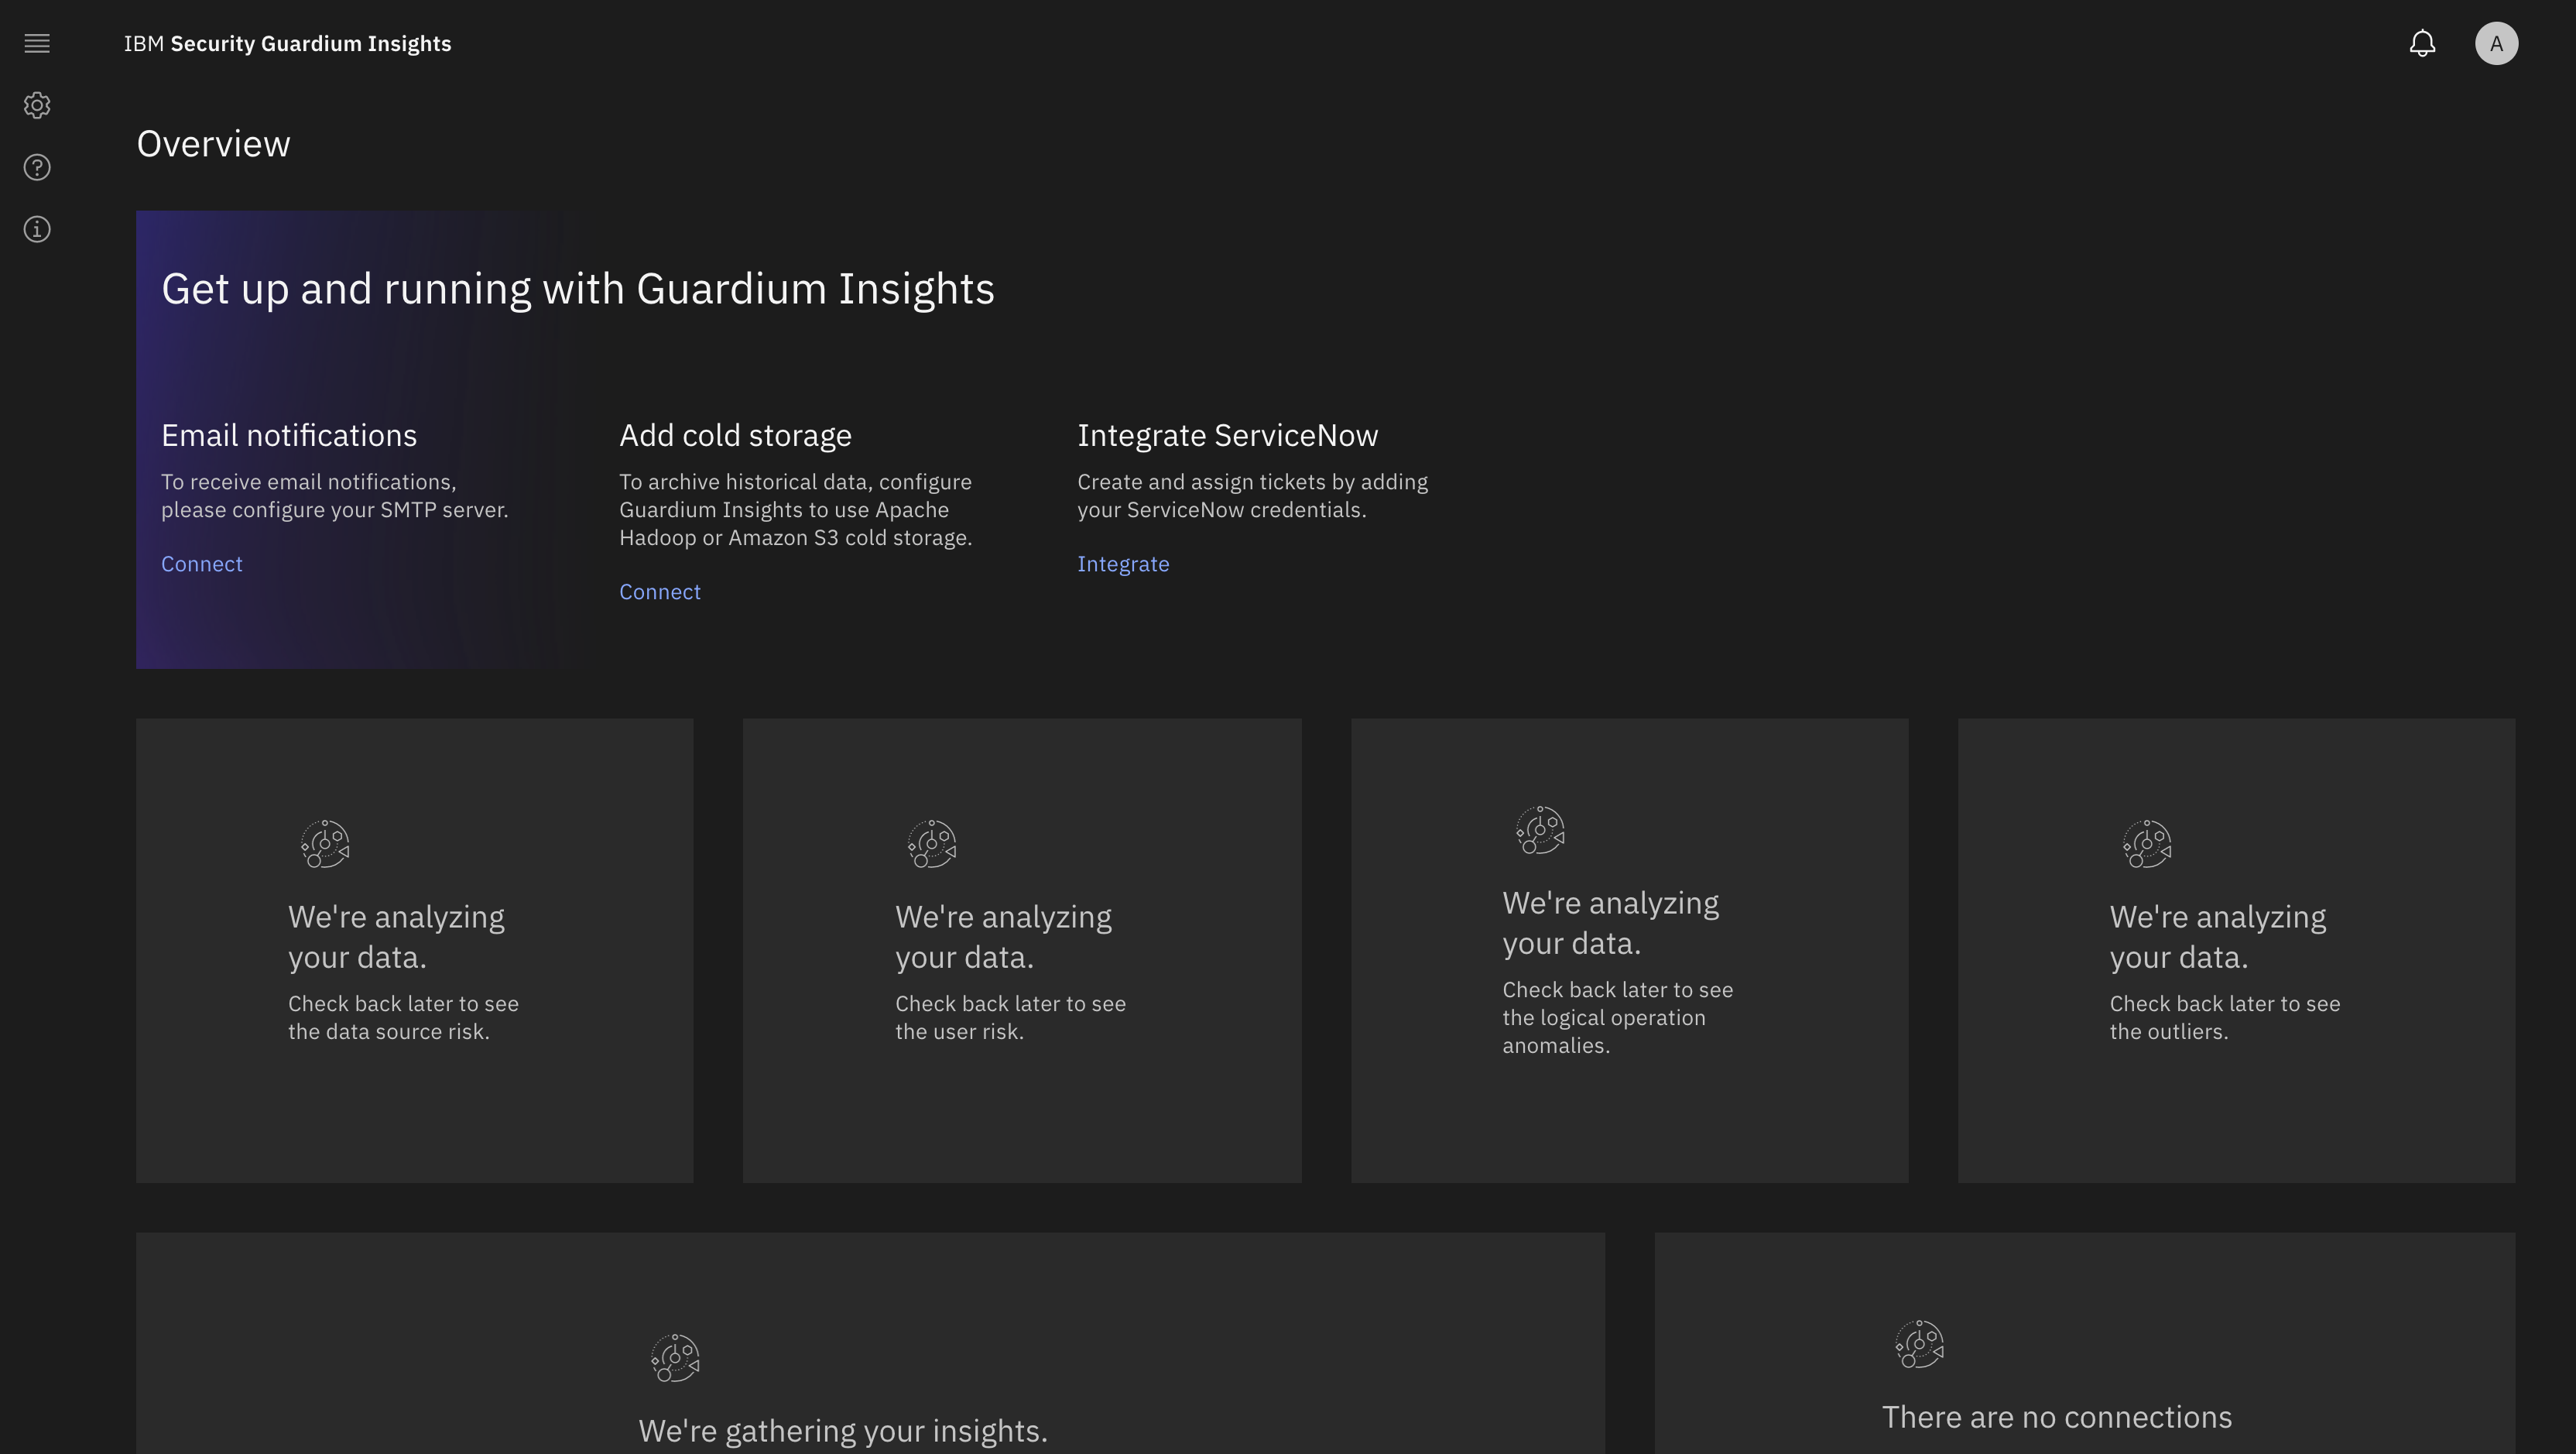 IBM Security Guardium Insights
A
Overview
Get up and running with Guardium Insights
Email notifications
To receive email notifications,
please configure your SMTP server.
Connect
Add cold storage
To archive historical data, configure
Guardium Insights to use Apache
Hadoop or Amazon S3 cold storage.
Connect
Integrate ServiceNow
Create and assign tickets by adding
your ServiceNow credentials.
Integrate
We're analyzing
your data.
Check back later to see
the data source risk.
We're analyzing
your data.
Check back later to see
the user risk.
We're analyzing
your data.
Check back later to see
the logical operation
anomalies.
We're analyzing
your data.
Check back later to see
the outliers.
We're gathering your insights.
There are no connections